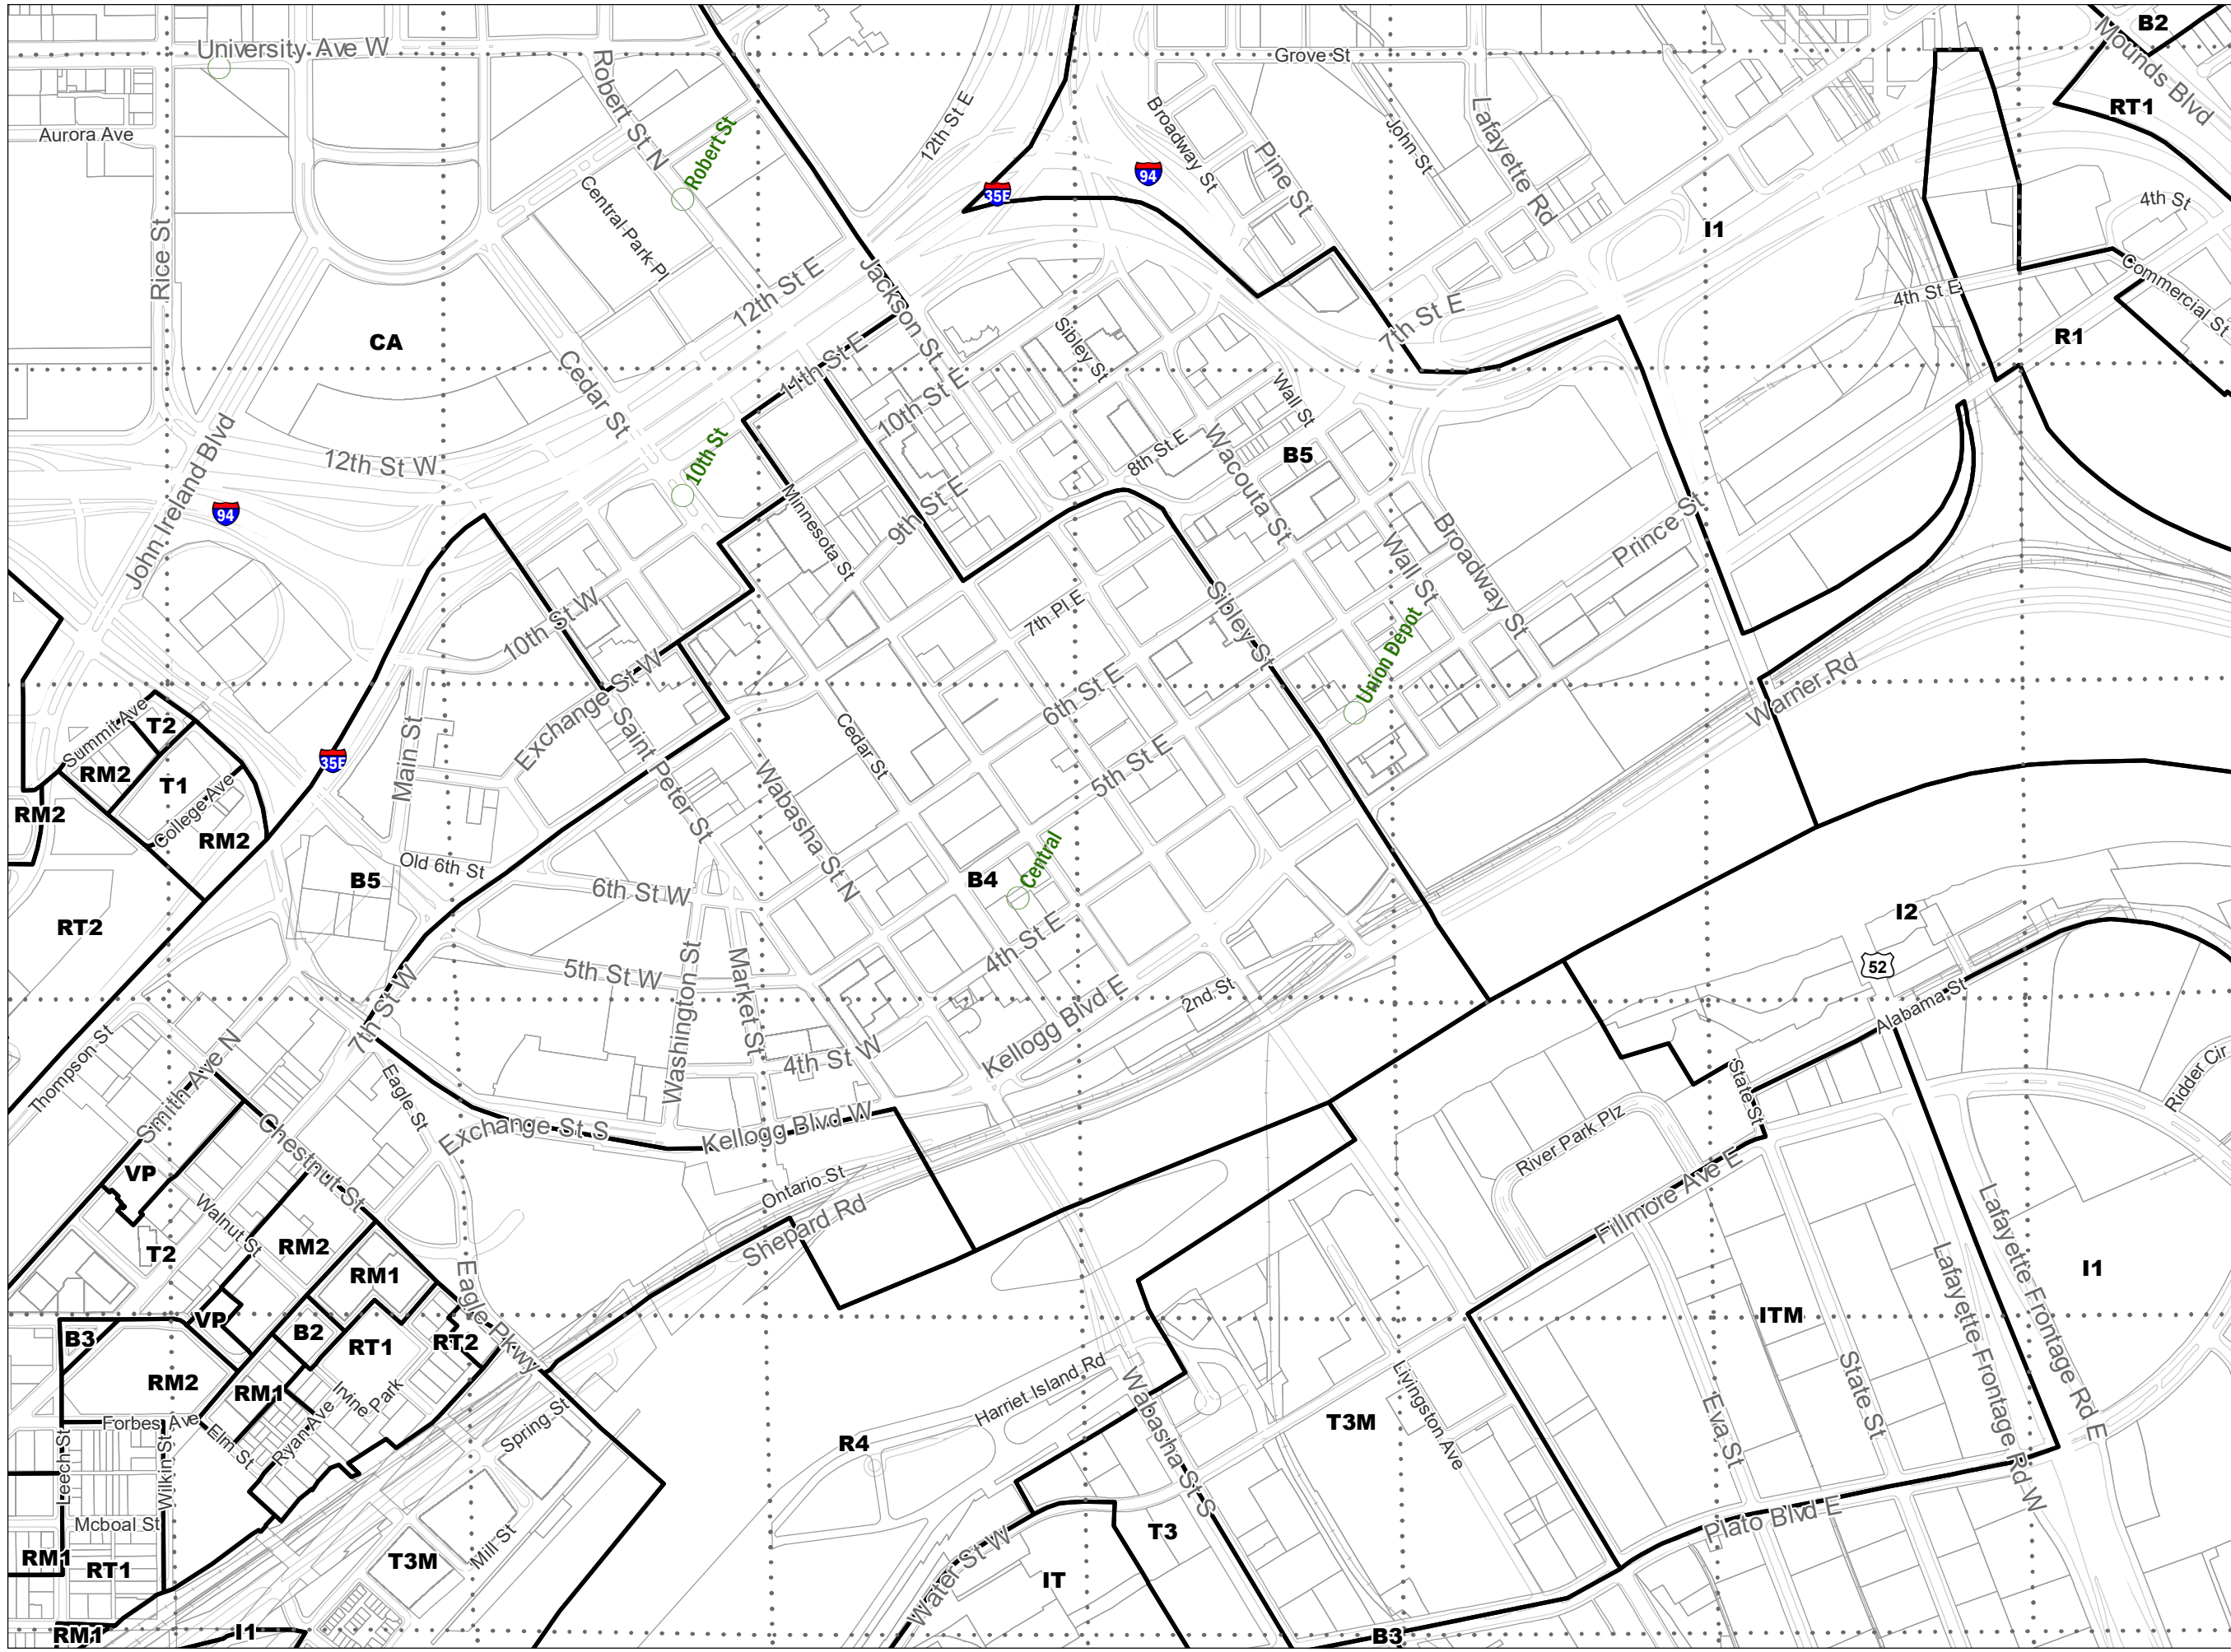 B2
University Ave W
Grove St
Mounds Blvd
Robert St N
Robert St
12th St E
Broadway St
John St
Lafayette Rd
RT1
Aurora Ave
Pine St
94
35E
Central Park Pl
4th St
I1
Rice St
12th St E
Jackson St E
Commercial St
4th St E
CA
7th St E
R1
Sibley St
11th St E
Cedar St
10th St E
Wall St
John Ireland Blvd
12th St W
10th St
8th St E
Wacouta St
B5
94
Minnesota St
9th St E
Prince St
Broadway St
Wall St
10th St W
7th Pl E
Sibley St
Union Depot
Exchange St W
6th St E
Warner Rd
Summit Ave
T2
Main St
Saint Peter St
Cedar St
5th St E
35E
RM2
T1
Wabasha St N
RM2
College Ave
RM2
Old 6th St
B5
6th St W
B4
Central
RT2
I2
4th St E
5th St W
Washington St
Market St
52
2nd St
7th St W
Kellogg Blvd E
Alabama St
Thompson St
Smith Ave N
Eagle St
4th St W
State St
Ridder Cir
Chestnut St
Exchange St S
Kellogg Blvd W
River Park Plz
VP
Ontario St
Fillmore Ave E
Walnut St
Shepard Rd
T2
RM2
RM1
Eagle Pkwy
Lafayette Frontage Rd E
Lafayette Frontage Rd W
I1
VP
B3
B2
RT1
RT2
ITM
RM2
RM1
Irvine Park
Harriet Island Rd
Wabasha St S
Livingston Ave
State St
Eva St
Forbes Ave
Elm St
Ryan Ave
Spring St
R4
T3M
Leech St
Wilkin St
Mcboal St
Mill St
T3
Plato Blvd E
RM1
RT1
T3M
Water St W
IT
RM1
I1
B3